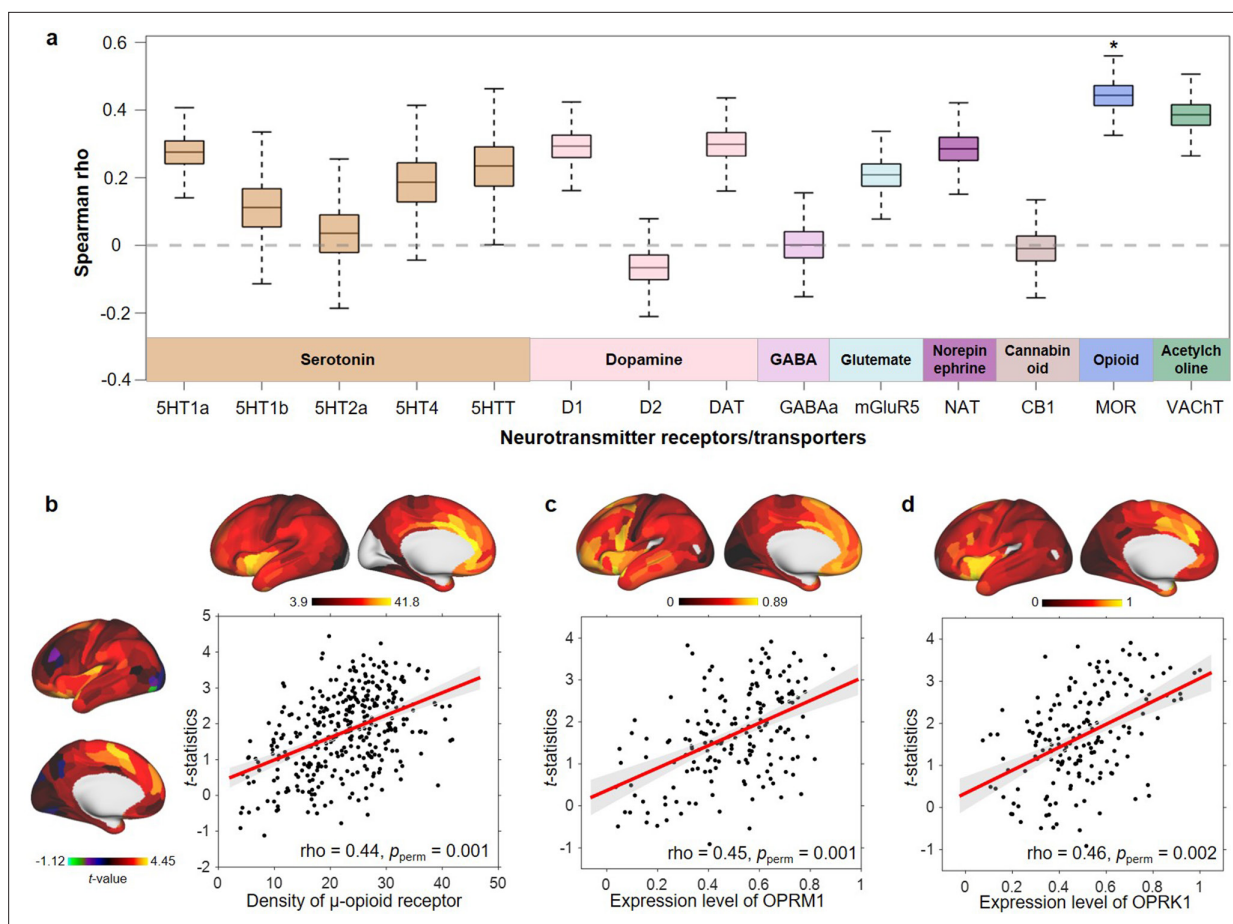 a
Spearman rho
0.6
0.4
0.2
0
-0.2
-0.4
*
Serotonin
Dopamine
GABA
Glutemate
Norepin
ephrine
Cannabin
oid
Opioid
Acetylch
oline
5HT1a 5HT1b 5HT2a 5HT4 5HTT D1 D2 DAT GABAa mGluR5 NAT CB1 MOR VAChT
Neurotransmitter receptors/transporters
b
3.9 41.8
-1.12 4.45
t-value
t-statistics
5
4
3
2
1
0
-1
-2
rho = 0.44, pperm = 0.001
0 10 20 30 40 50
Density of μ-opioid receptor
c
0 0.89
t-statistics
4
3
2
1
0
-1
rho = 0.45, pperm = 0.001
0 0.2 0.4 0.6 0.8 1
Expression level of OPRM1
d
0 1
t-statistics
4
3
2
1
0
-1
rho = 0.46, pperm = 0.002
0 0.2 0.4 0.6 0.8 1
Expression level of OPRK1